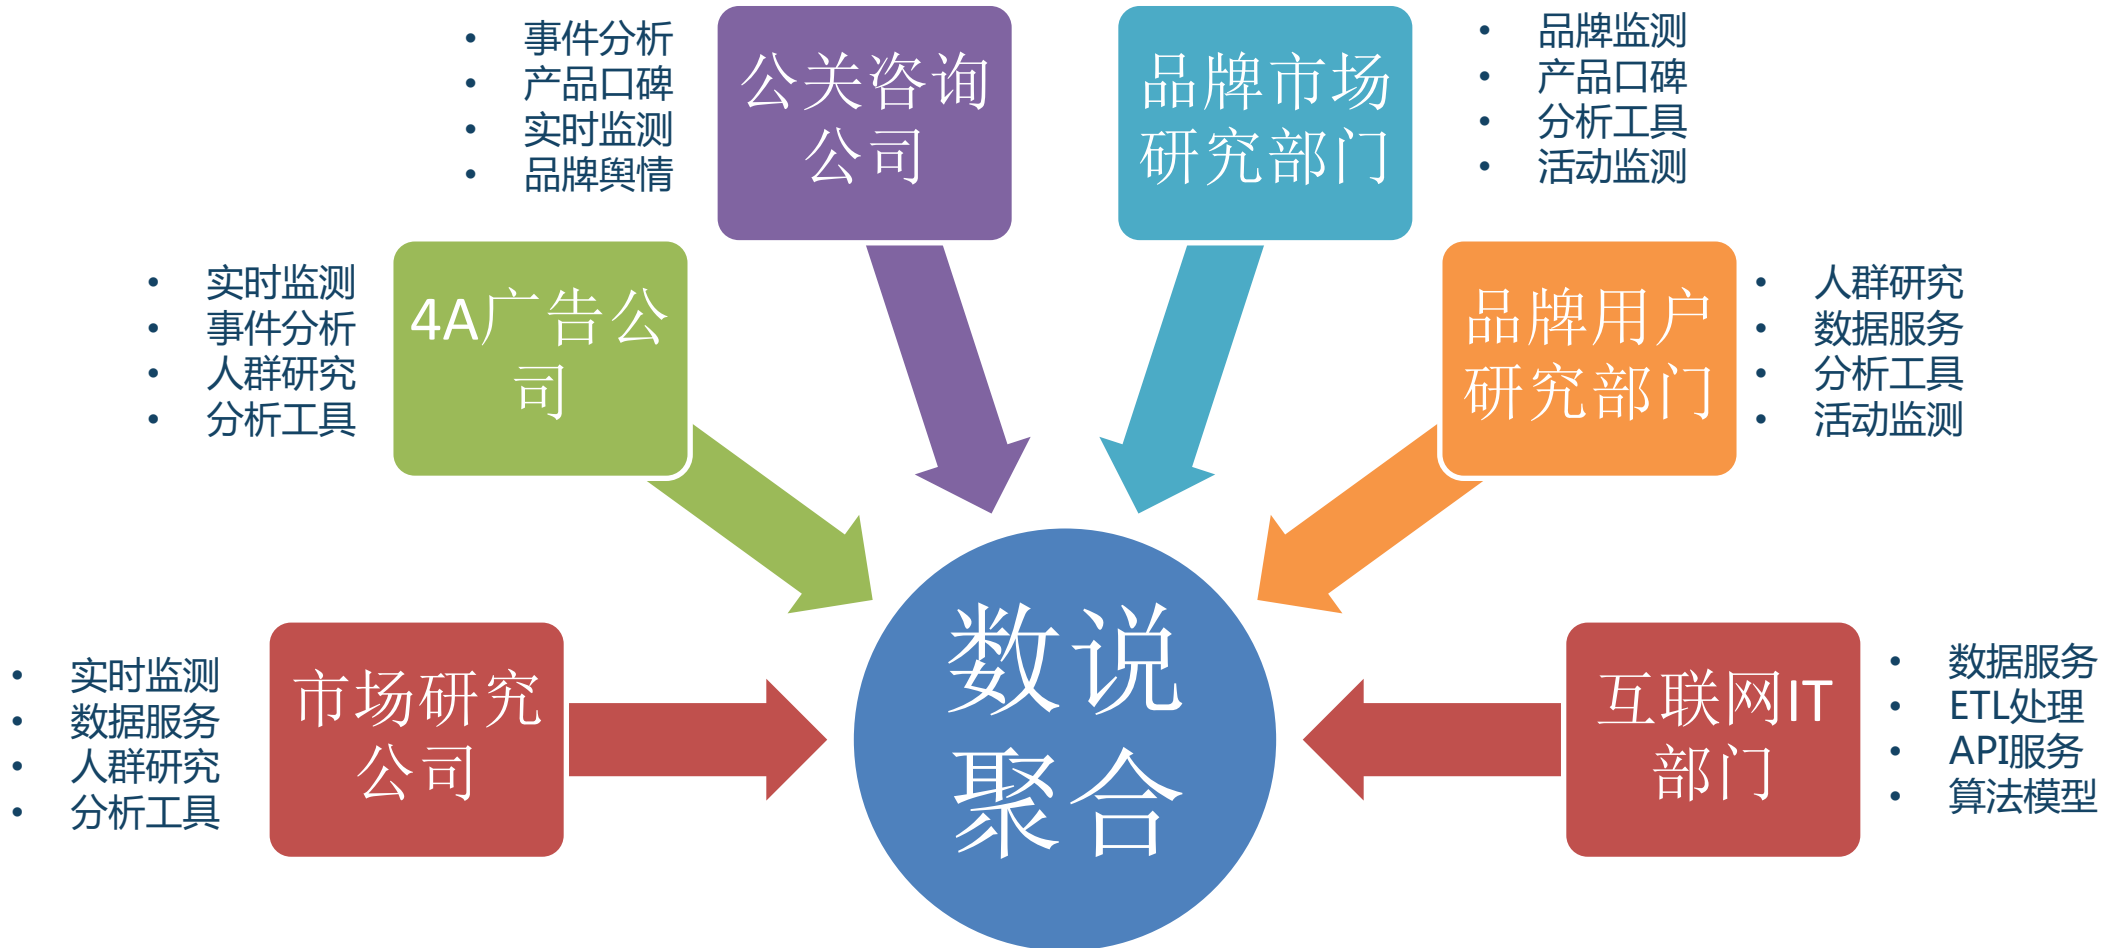 事件分析
产品口碑
实时监测
品牌舆情
公关咨询
公司
品牌市场
研究部门
品牌监测
产品口碑
分析工具
活动监测
实时监测
事件分析
人群研究
分析工具
4A广告公
司
品牌用户
研究部门
人群研究
数据服务
分析工具
活动监测
实时监测
数据服务
人群研究
分析工具
市场研究
公司
数说
聚合
互联网IT
部门
数据服务
ETL处理
API服务
算法模型